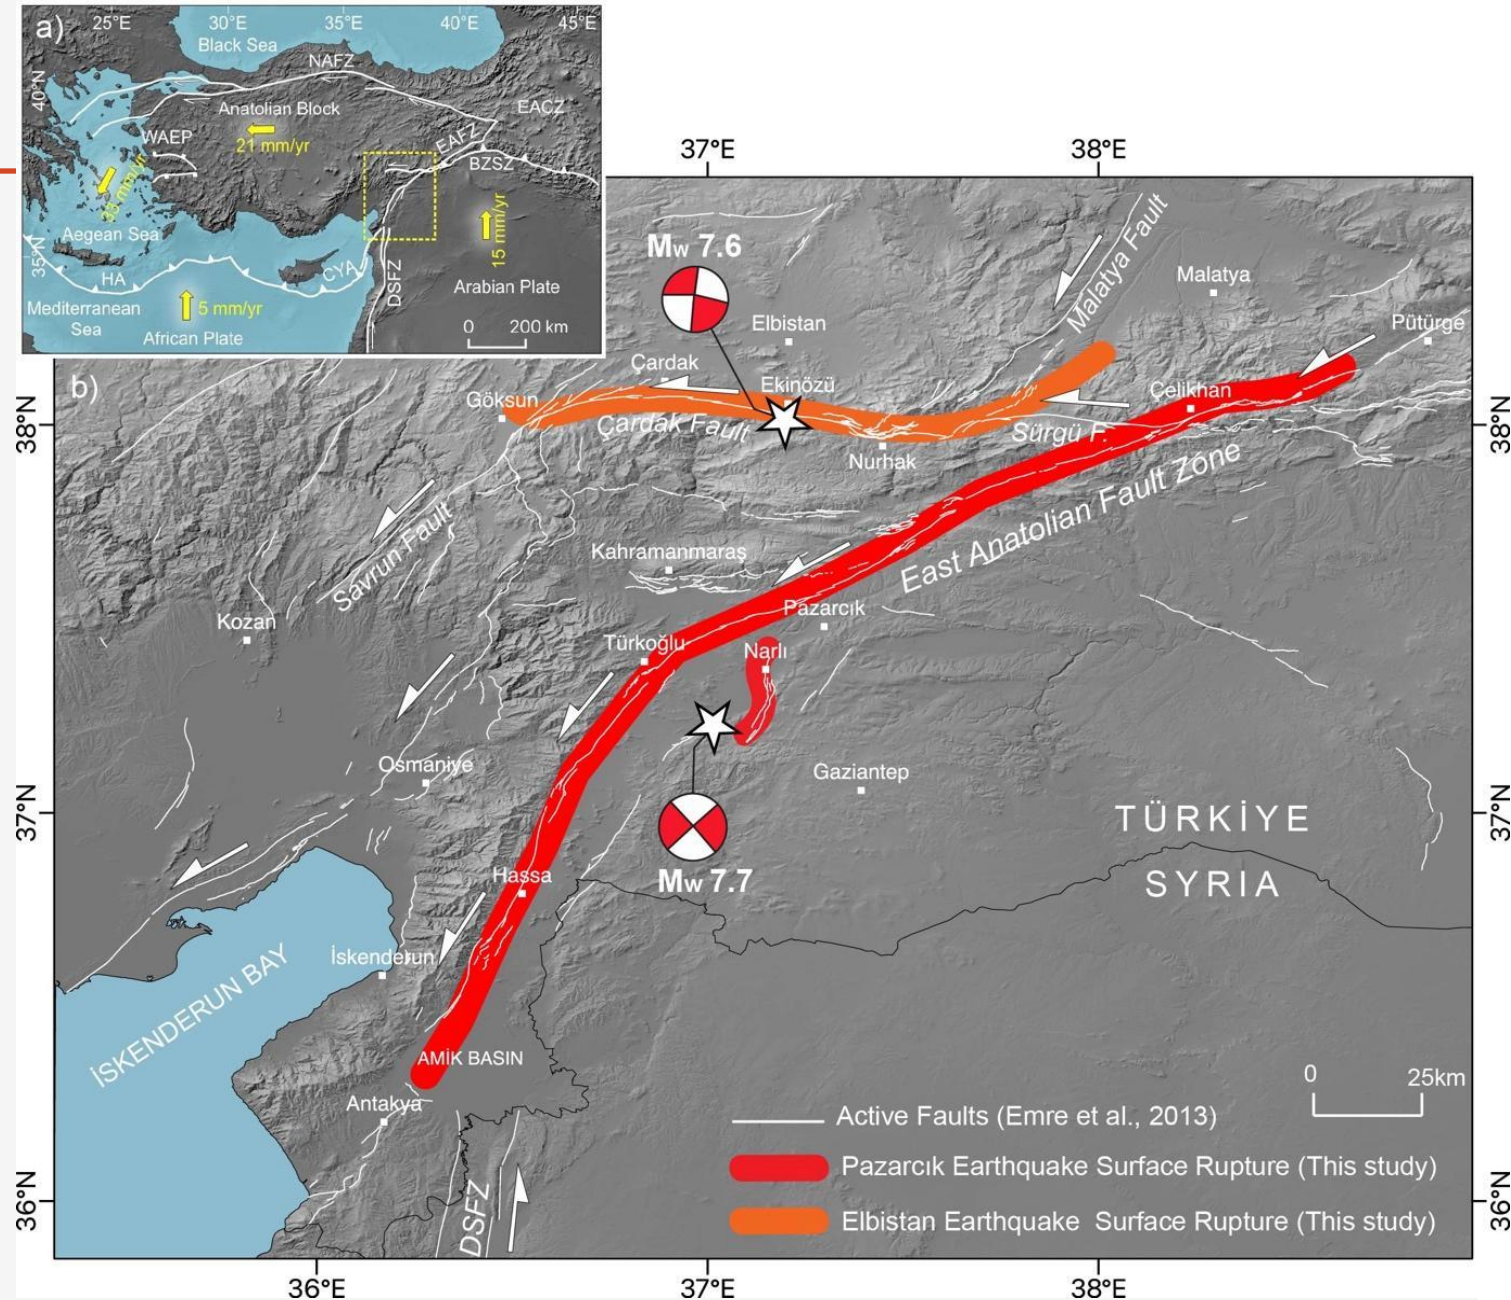 a)
25°E 30°E 35°E 40°E 45°E
Black Sea
NAFZ
40°N
Anatolian Block
EACZ
WAEP
21 mm/yr
EAFZ
BZSZ
33 mm/yr
Aegean Sea
35°N
15 mm/yr
HA
CYA
DSFZ
Arabian Plate
Mediterranean
Sea
5 mm/yr
African Plate
0 200 km
37°E 38°E
b)
Mw 7.6
Malatya Fault
Malatya
Elbistan
Pütürge
Çardak
Ekinözü
Çelikhan
Göksun
38°N
38°N
Çardak Fault
Sürgü F.
Nurhak
East Anatolian Fault Zone
Savrun Fault
Kahramanmaraş
Pazarcık
Kozan
Türkoğlu
Narlı
Osmaniye
Gaziantep
37°N
37°N
TÜRKİYE
Mw 7.7
Hassa
SYRIA
İskenderun
İSKENDERUN BAY
AMİK BASIN
0 25km
Antakya
Active Faults (Emre et al., 2013)
Pazarcık Earthquake Surface Rupture (This study)
36°N
36°N
DSFZ
Elbistan Earthquake Surface Rupture (This study)
36°E 37°E 38°E